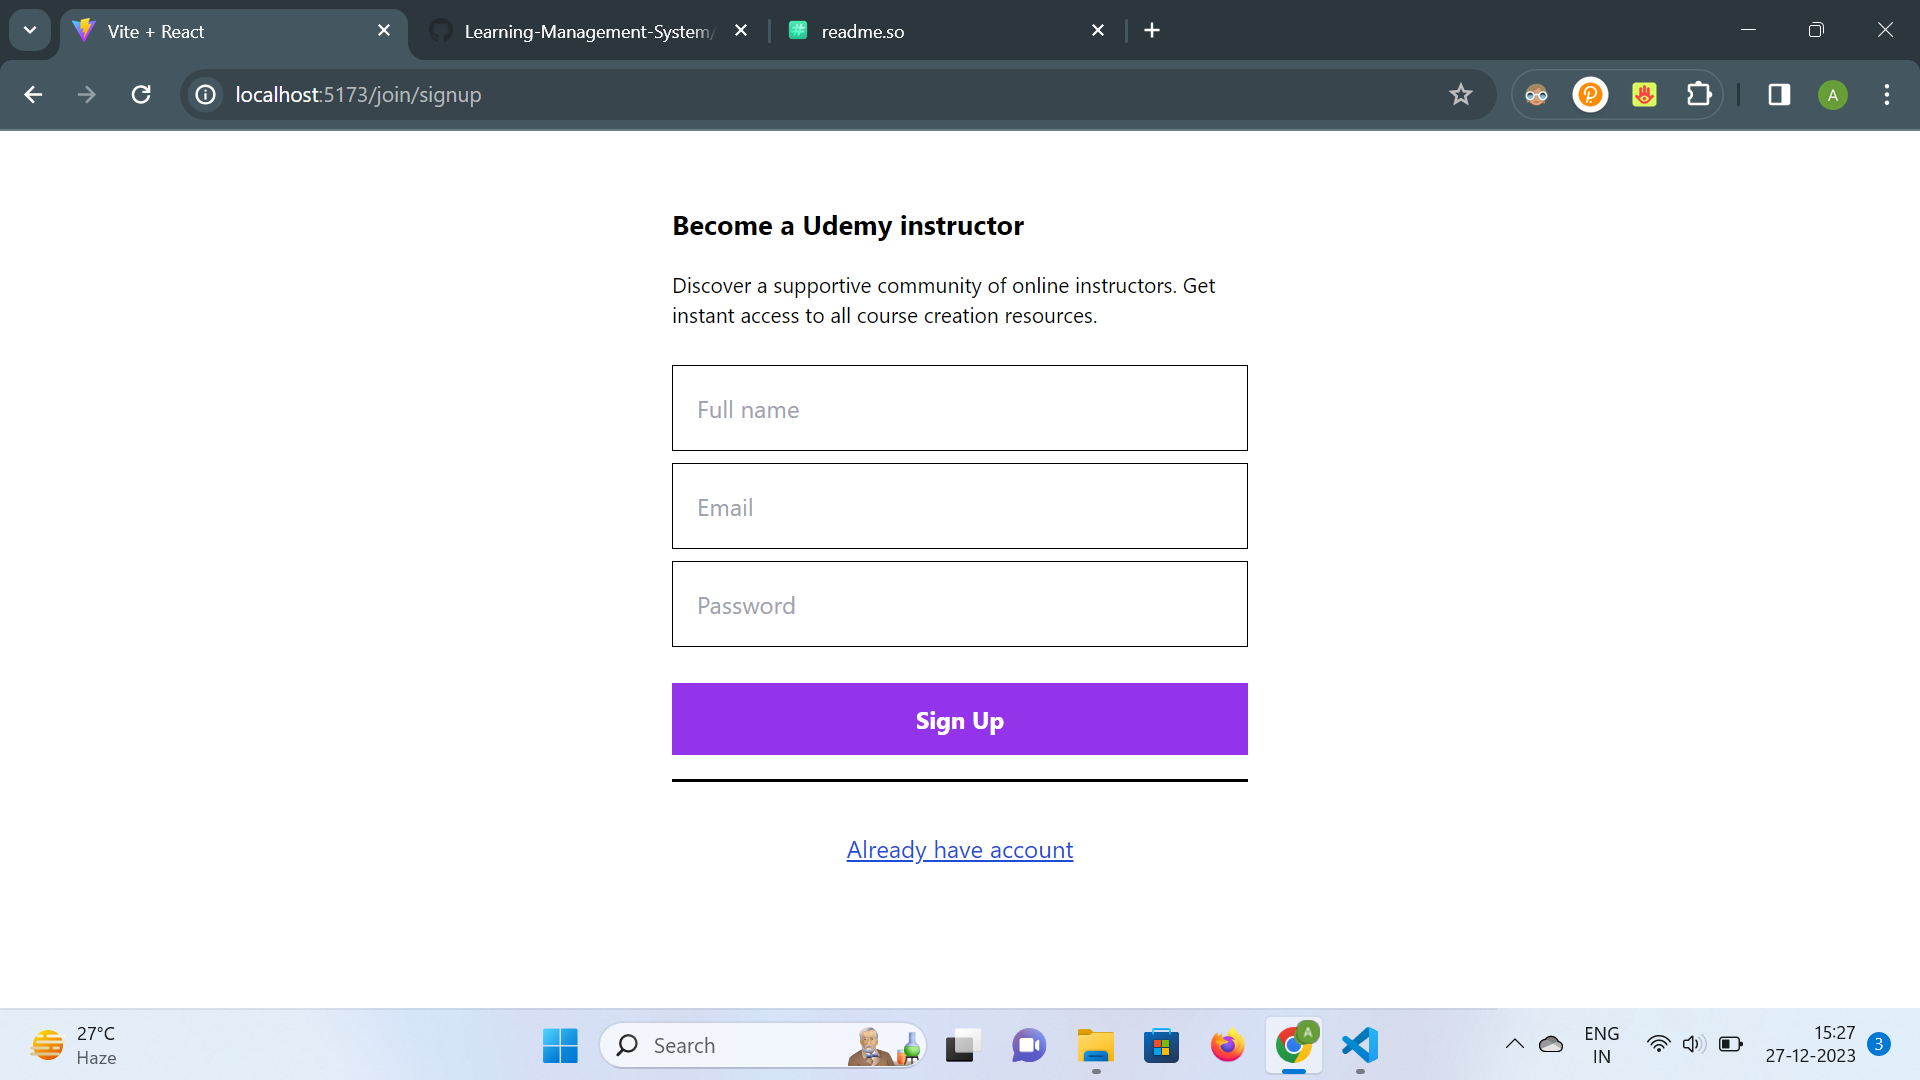 Vite + React
Learning-Management-System/
readme.so
localhost:5173/join/signup
A
Become a Udemy instructor
Discover a supportive community of online instructors. Get
instant access to all course creation resources.
Full name
Email
Password
Sign Up
Already have account
27°C
Haze
Search
A
ENG
IN
15:27
27-12-2023
3